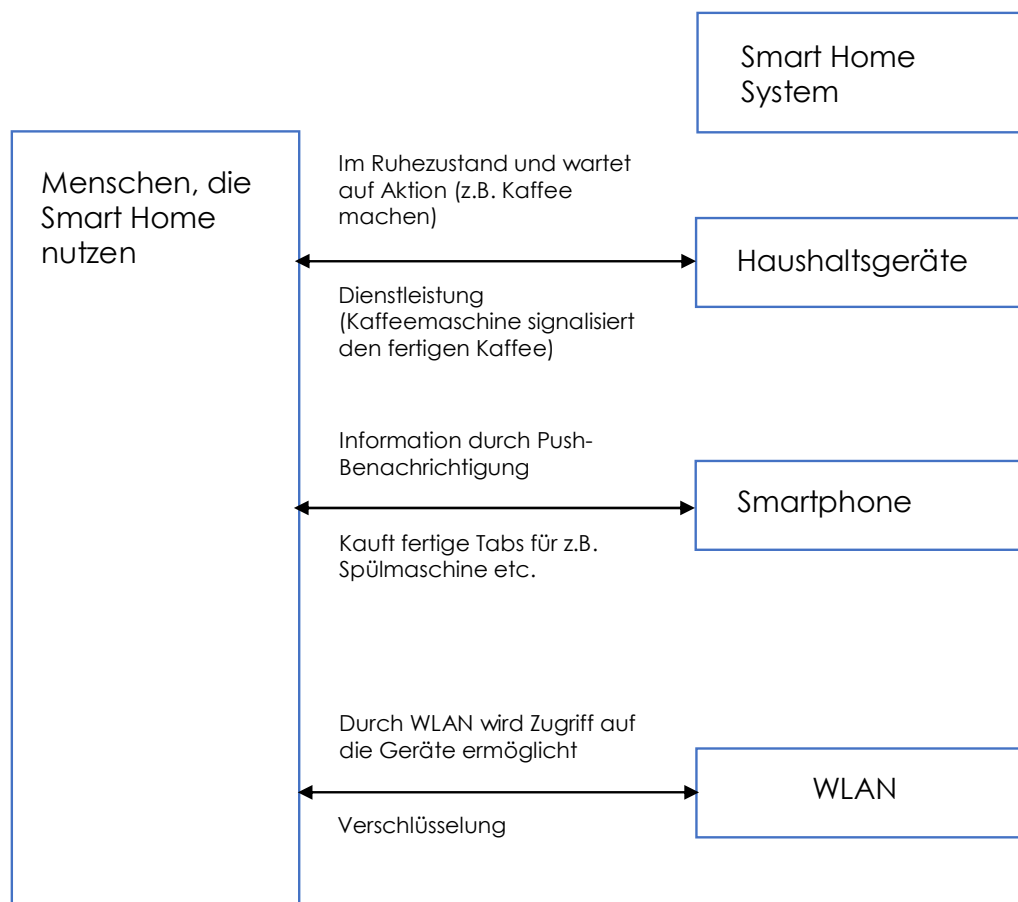 Smart Home
System
Menschen, die
Smart Home
nutzen
Im Ruhezustand und wartet
auf Aktion (z.B. Kaffee
machen)
Haushaltsgeräte
Dienstleistung
(Kaffeemaschine signalisiert
den fertigen Kaffee)
Information durch Push-
Benachrichtigung
Smartphone
Kauft fertige Tabs für z.B.
Spülmaschine etc.
Durch WLAN wird Zugriff auf
die Geräte ermöglicht
WLAN
Verschlüsselung